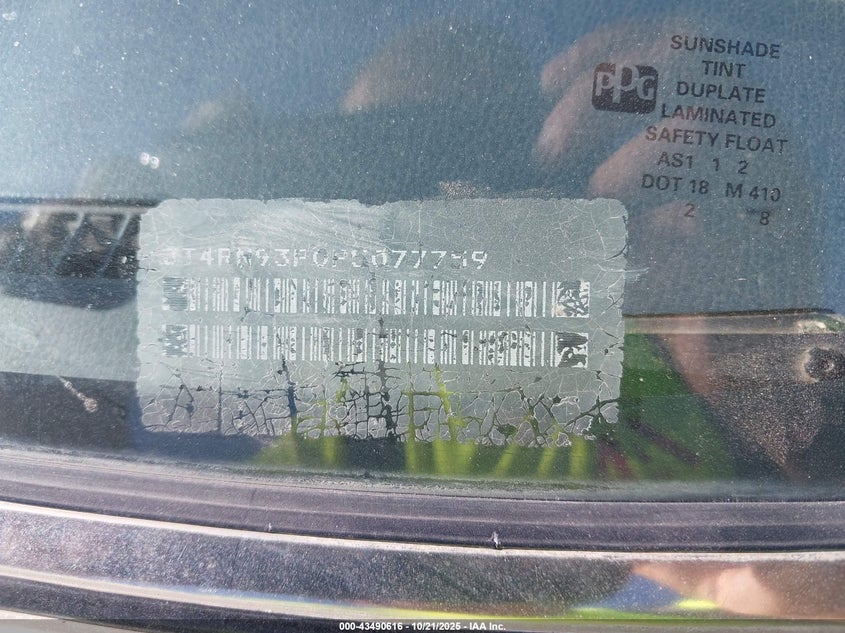 PPG
SUNSHADE
TINT
DUPLATE
LAMINATED
SAFETY FLOAT
AS1 1 2
DOT 18 M 410
2 8
JT4RN93P0P5077759
000-43490616 - 10/21/2025 - IAA Inc.